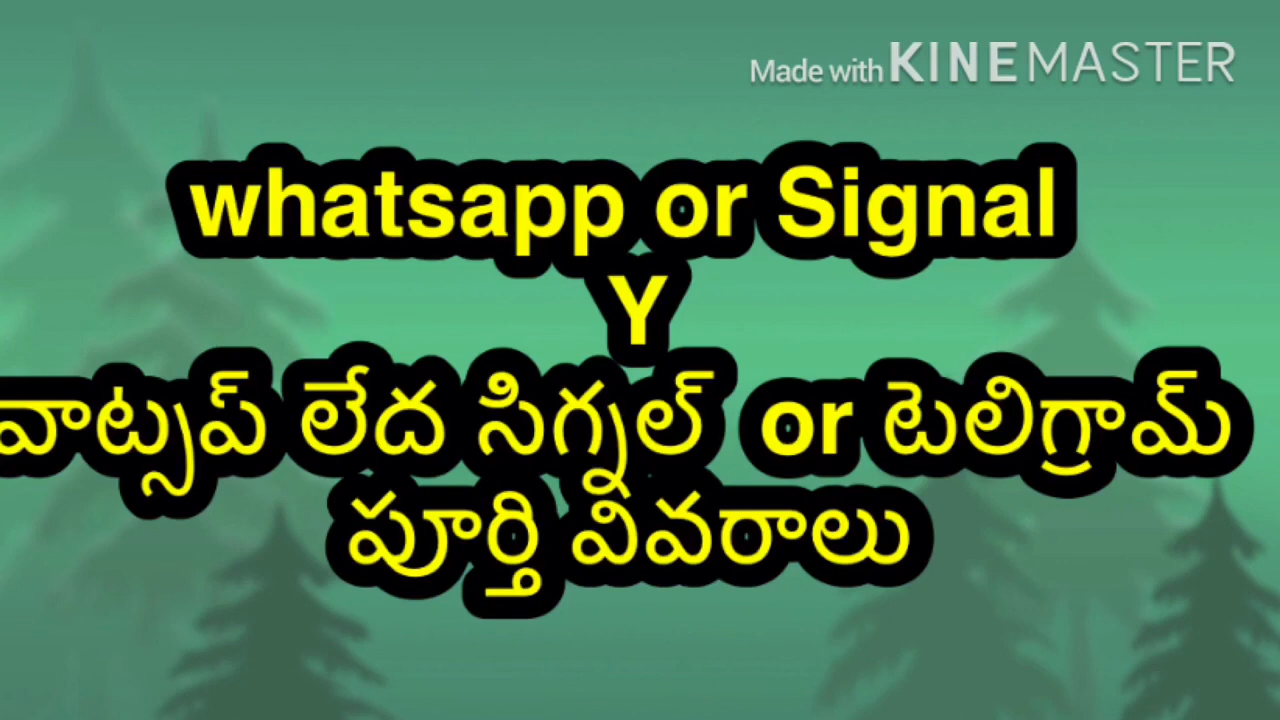 Made with KINEMASTER
whatsapp or Signal
Y
వాట్సప్ లేద సిగ్నల్ or టెలిగ్రామ్
పూర్తి వివరాలు